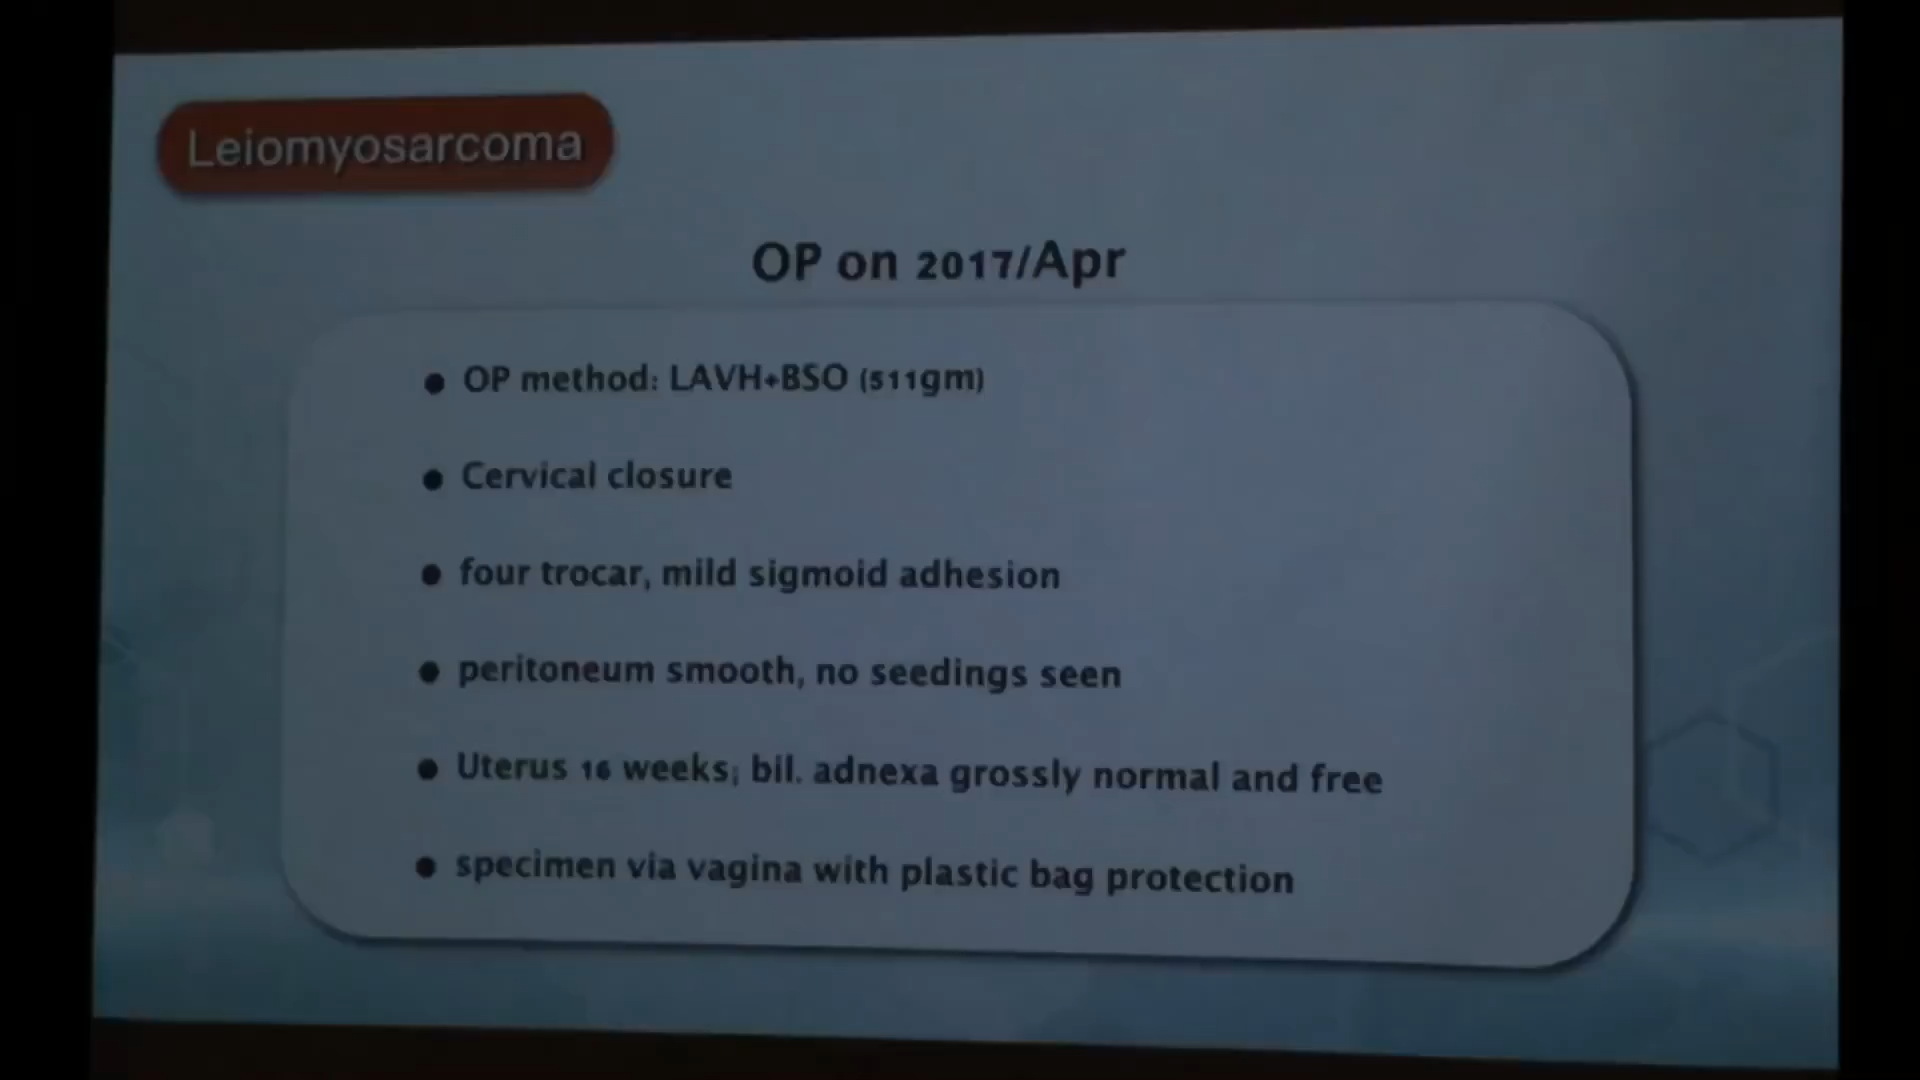 Leiomyosarcoma
OP on 2017/Apr
• OP method: LAVH+BSO (511gm)
• Cervical closure
• four trocar, mild sigmoid adhesion
• peritoneum smooth, no seedings seen
• Uterus 16 weeks; bil. adnexa grossly normal and free
• specimen via vagina with plastic bag protection